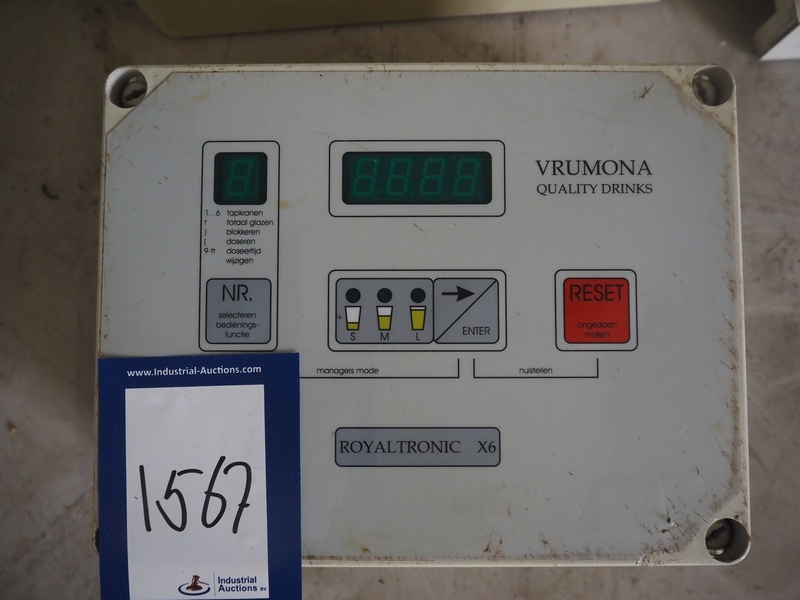 VRUMONA
QUALITY DRINKS
1...6 tapkranen
totaal glazen
blokkeren
doseren
9-tt doseertijd
wijzigen
NR.
selecteren
bedienings-
functie
S M L
ENTER
RESET
ongedaan
maken
managers mode
nulstellen
ROYALTRONIC X6
www.Industrial-Auctions.com
1567
Industrial
Auctions BV